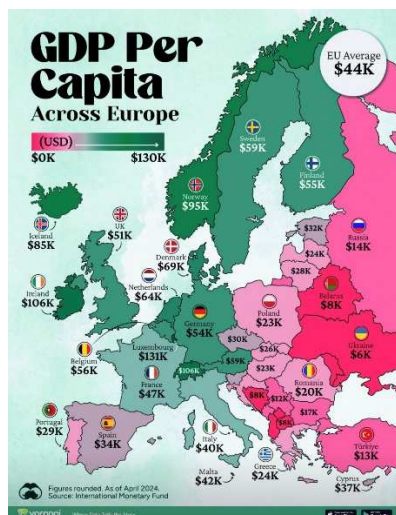 GDP Per
Capita
Across Europe
(USD)
$0K
$130K
EU Average
$44K
Sweden
$59K
Finland
$55K
Norway
$95K
Iceland
$85K
UK
$51K
Denmark
$69K
Russia
$14K
$32K
$24K
$28K
Ireland
$106K
Netherlands
$64K
Belarus
$8K
Poland
$23K
Germany
$54K
Belgium
$56K
Luxembourg
$131K
Ukraine
$6K
$30K
$26K
France
$47K
$106K
$59K
$23K
Romania
$20K
Portugal
$29K
Spain
$34K
$8K
$12K
$17K
Italy
$40K
$8K
Türkiye
$13K
Malta
$42K
Greece
$24K
Cyprus
$37K
Figures rounded. As of April 2024.
Source: International Monetary Fund
voronoi